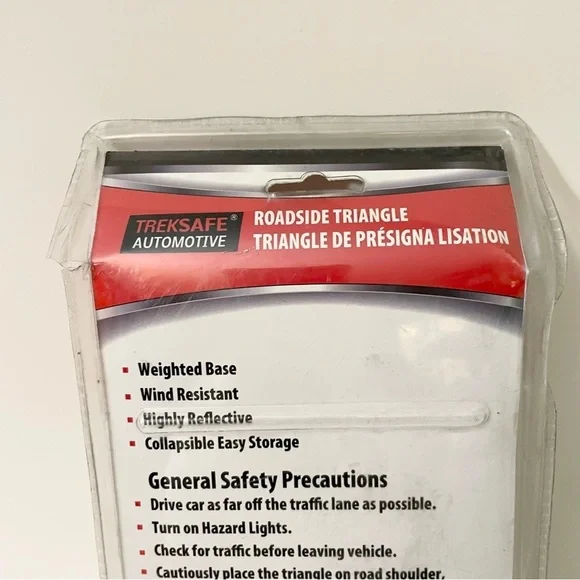 TREKSAFE®
AUTOMOTIVE
ROADSIDE TRIANGLE
TRIANGLE DE PRÉSIGNA LISATION
▪ Weighted Base
▪ Wind Resistant
▪ Highly Reflective
▪ Collapsible Easy Storage
General Safety Precautions
▪ Drive car as far off the traffic lane as possible.
▪ Turn on Hazard Lights.
▪ Check for traffic before leaving vehicle.
▪ Cautiously place the triangle on road shoulder,